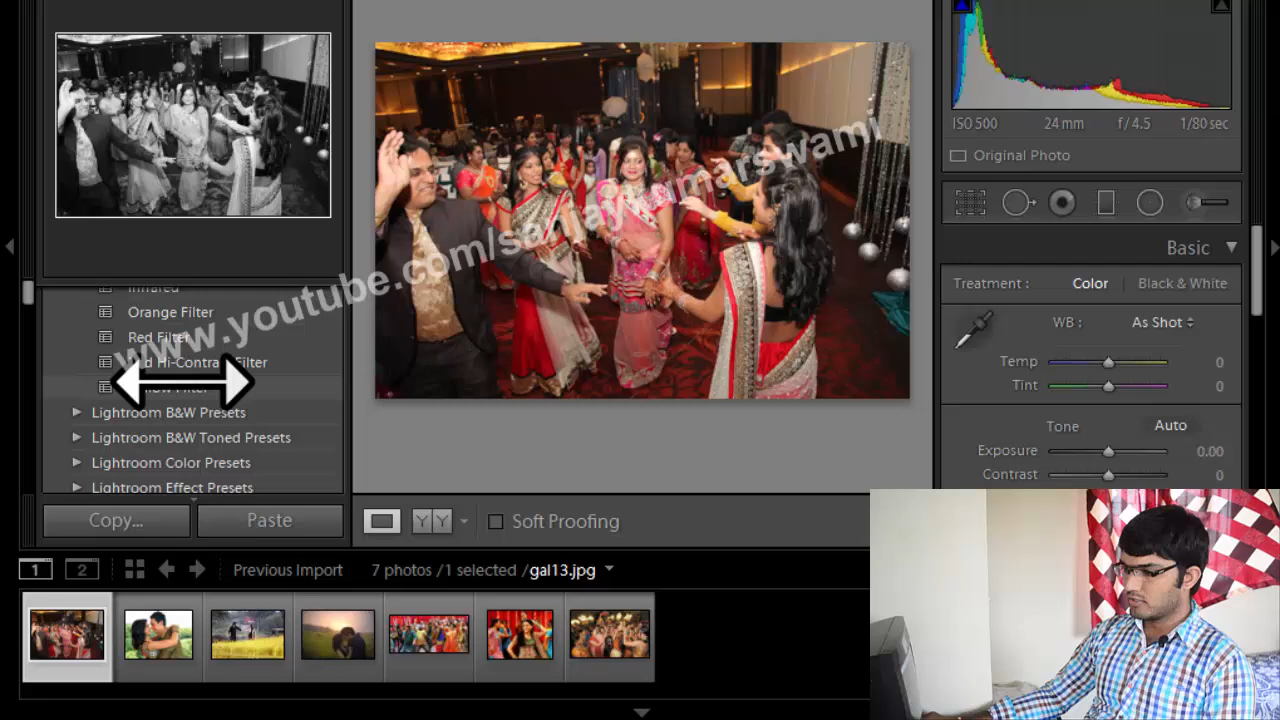 ISO 500 24 mm f / 4.5 1/80 sec
Original Photo
Basic
Treatment : Color Black & White
WB : As Shot
Temp 0
Tint 0
Tone Auto
Exposure 0.00
Contrast 0
www.youtube.com/sanjaykumarswami
Infrared
Orange Filter
Red Filter
Filter
Lightroom B&W Presets
Lightroom B&W Toned Presets
Lightroom Color Presets
Lightroom Effect Presets
Copy... Paste
YY Soft Proofing
1 2 Previous Import 7 photos / 1 selected / gal13.jpg